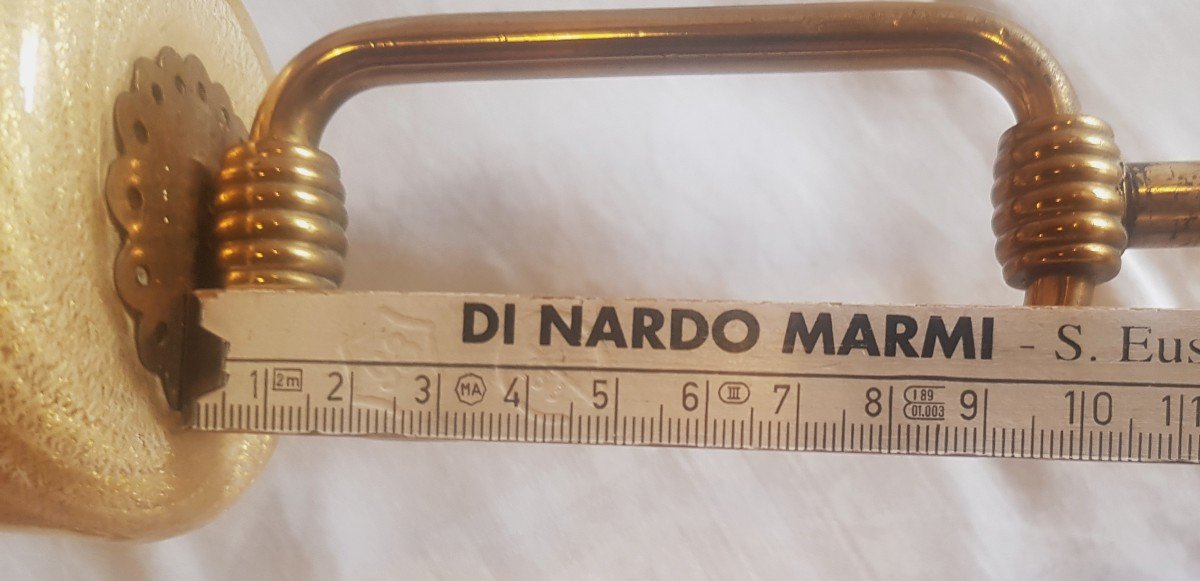 DI NARDO MARMI - S. Eus
1 2m 2 3 MA 4 5 6 III 7 8 I 89 01.003 9 10 11